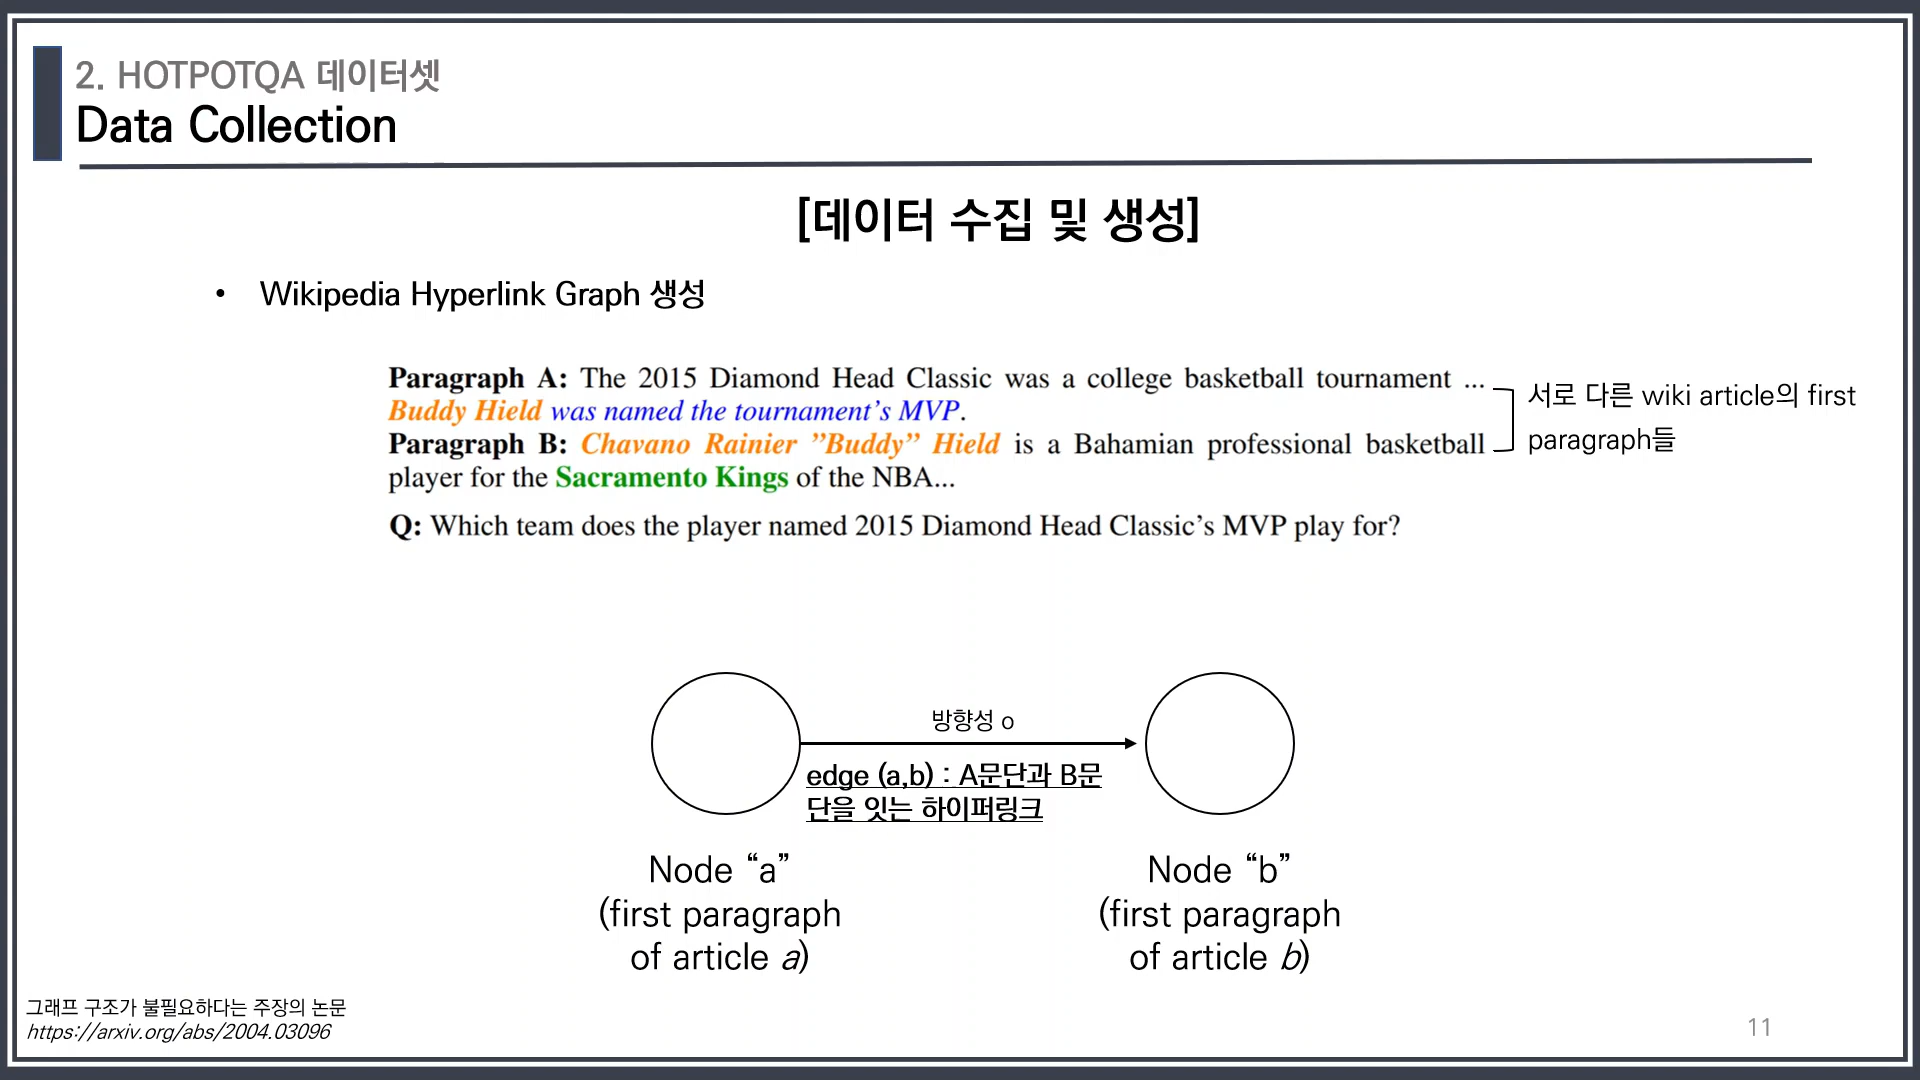 2. HOTPOTQA 데이터셋
Data Collection
[데이터 수집 및 생성]
• Wikipedia Hyperlink Graph 생성
Paragraph A: The 2015 Diamond Head Classic was a college basketball tournament ...
Buddy Hield was named the tournament’s MVP.
Paragraph B: Chavano Rainier ”Buddy” Hield is a Bahamian professional basketball
player for the Sacramento Kings of the NBA...
서로 다른 wiki article의 first
paragraph들
Q: Which team does the player named 2015 Diamond Head Classic’s MVP play for?
방향성 o
edge (a,b) : A문단과 B문
단을 잇는 하이퍼링크
Node “a”
(first paragraph
of article a)
Node “b”
(first paragraph
of article b)
그래프 구조가 불필요하다는 주장의 논문
https://arxiv.org/abs/2004.03096
11